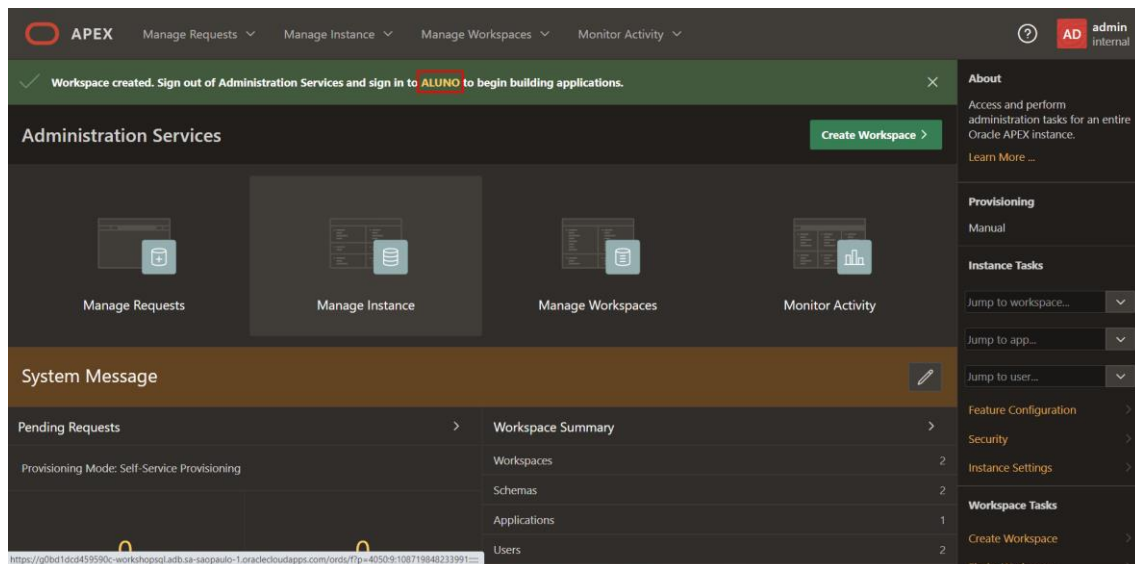 APEX Manage Requests Manage Instance Manage Workspaces Monitor Activity
? AD admin
internal
Workspace created. Sign out of Administration Services and sign in to ALUNO to begin building applications.
Administration Services
Create Workspace >
Manage Requests
Manage Instance
Manage Workspaces
Monitor Activity
System Message
Pending Requests
Provisioning Mode: Self-Service Provisioning
0 0
Workspace Summary
Workspaces 2
Schemas 2
Applications 1
Users 2
https://g0bd1dcd459590c-workshopsql.adb.sa-saopaulo-1.oraclecloudapps.com/ords/f?p=4050:9:108719848233991:::::
About
Access and perform
administration tasks for an entire
Oracle APEX instance.
Learn More ...
Provisioning
Manual
Instance Tasks
Jump to workspace...
Jump to app...
Jump to user...
Feature Configuration
Security
Instance Settings
Workspace Tasks
Create Workspace